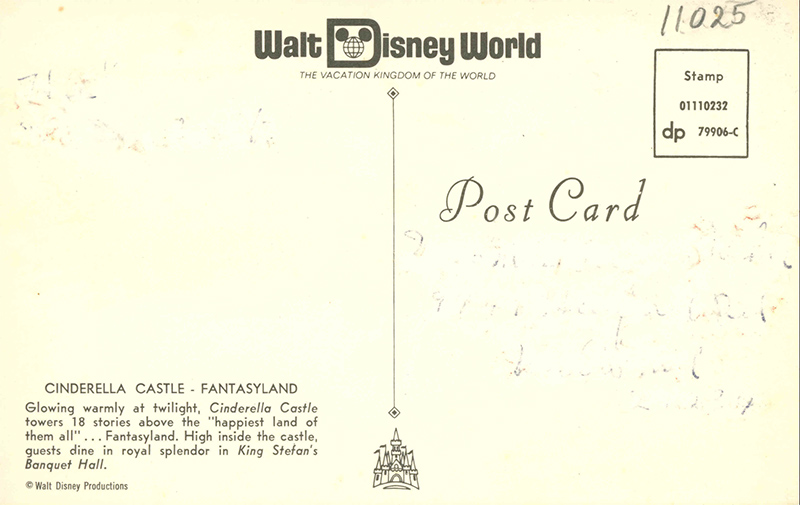 11025
Walt Disney World
THE VACATION KINGDOM OF THE WORLD
Stamp
01110232
dp 79906-C
Post Card
CINDERELLA CASTLE - FANTASYLAND
Glowing warmly at twilight, Cinderella Castle
towers 18 stories above the "happiest land of
them all" . . . Fantasyland. High inside the castle,
guests dine in royal splendor in King Stefan's
Banquet Hall.
© Walt Disney Productions